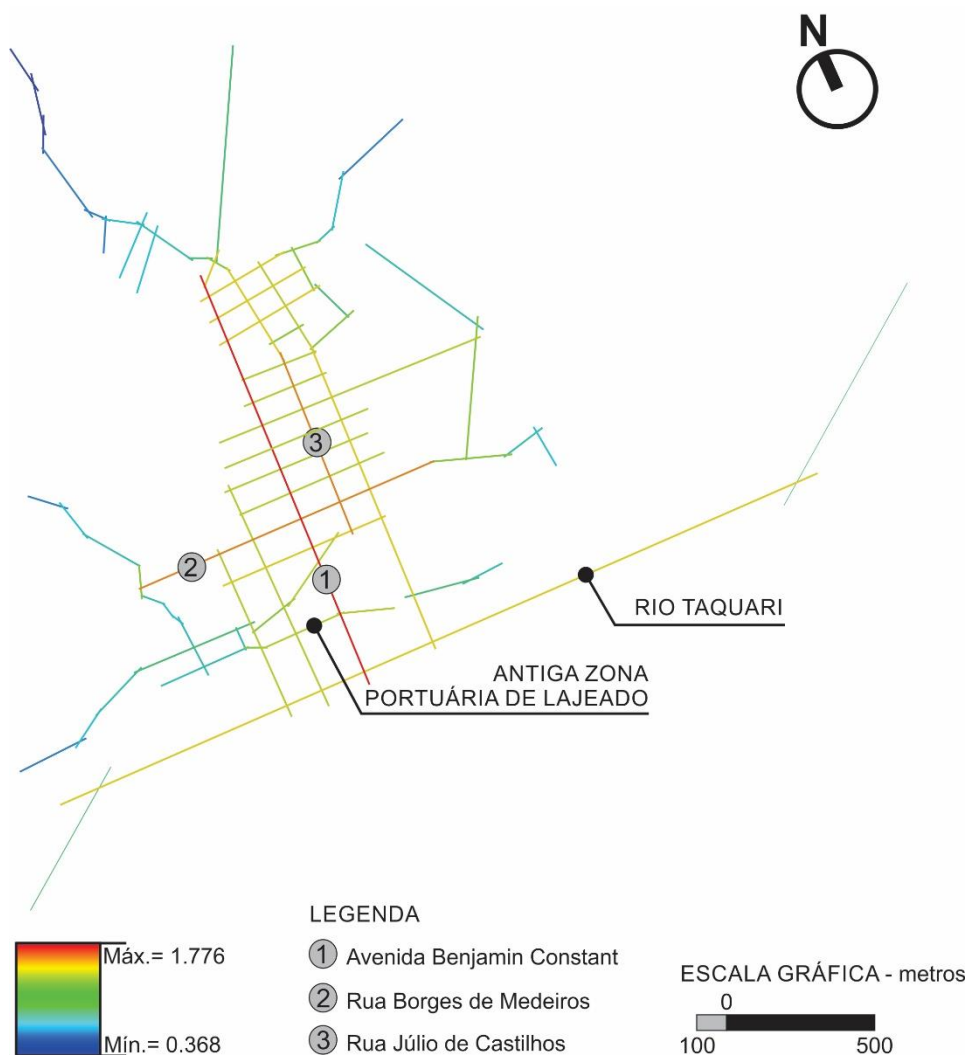 N
3
2
1
RIO TAQUARI
ANTIGA ZONA
PORTUÁRIA DE LAJEADO
Máx.= 1.776
Mín.= 0.368
LEGENDA
1 Avenida Benjamin Constant
2 Rua Borges de Medeiros
3 Rua Júlio de Castilhos
ESCALA GRÁFICA - metros
0
100 500